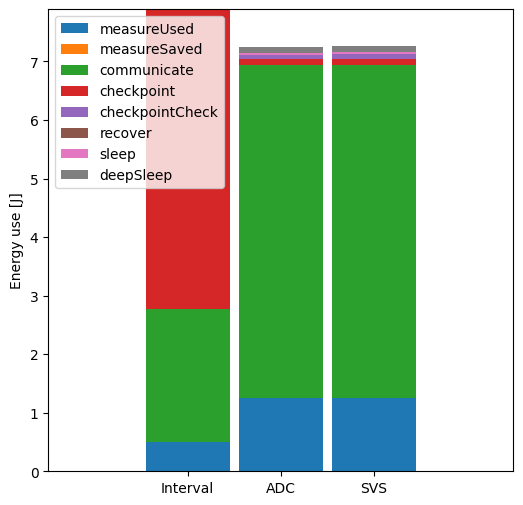 measureUsed
measureSaved
communicate
checkpoint
checkpointCheck
recover
sleep
deepSleep
Energy use [J]
7
6
5
4
3
2
1
0
Interval ADC SVS